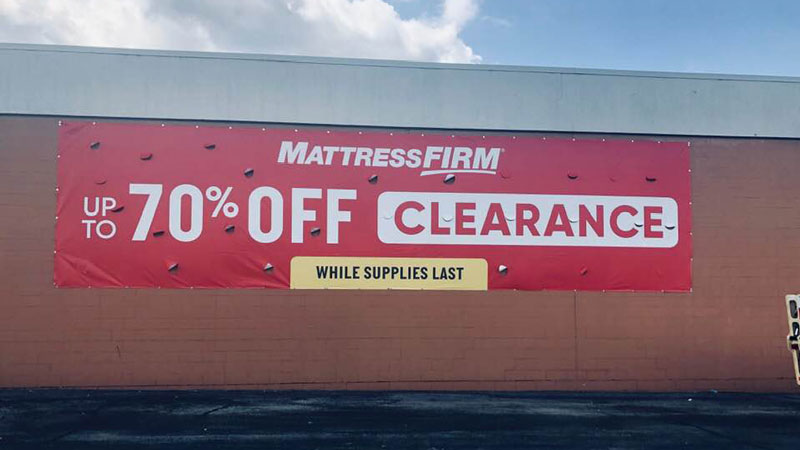 MATTRESSFIRM®
UP TO 70% OFF CLEARANCE
WHILE SUPPLIES LAST